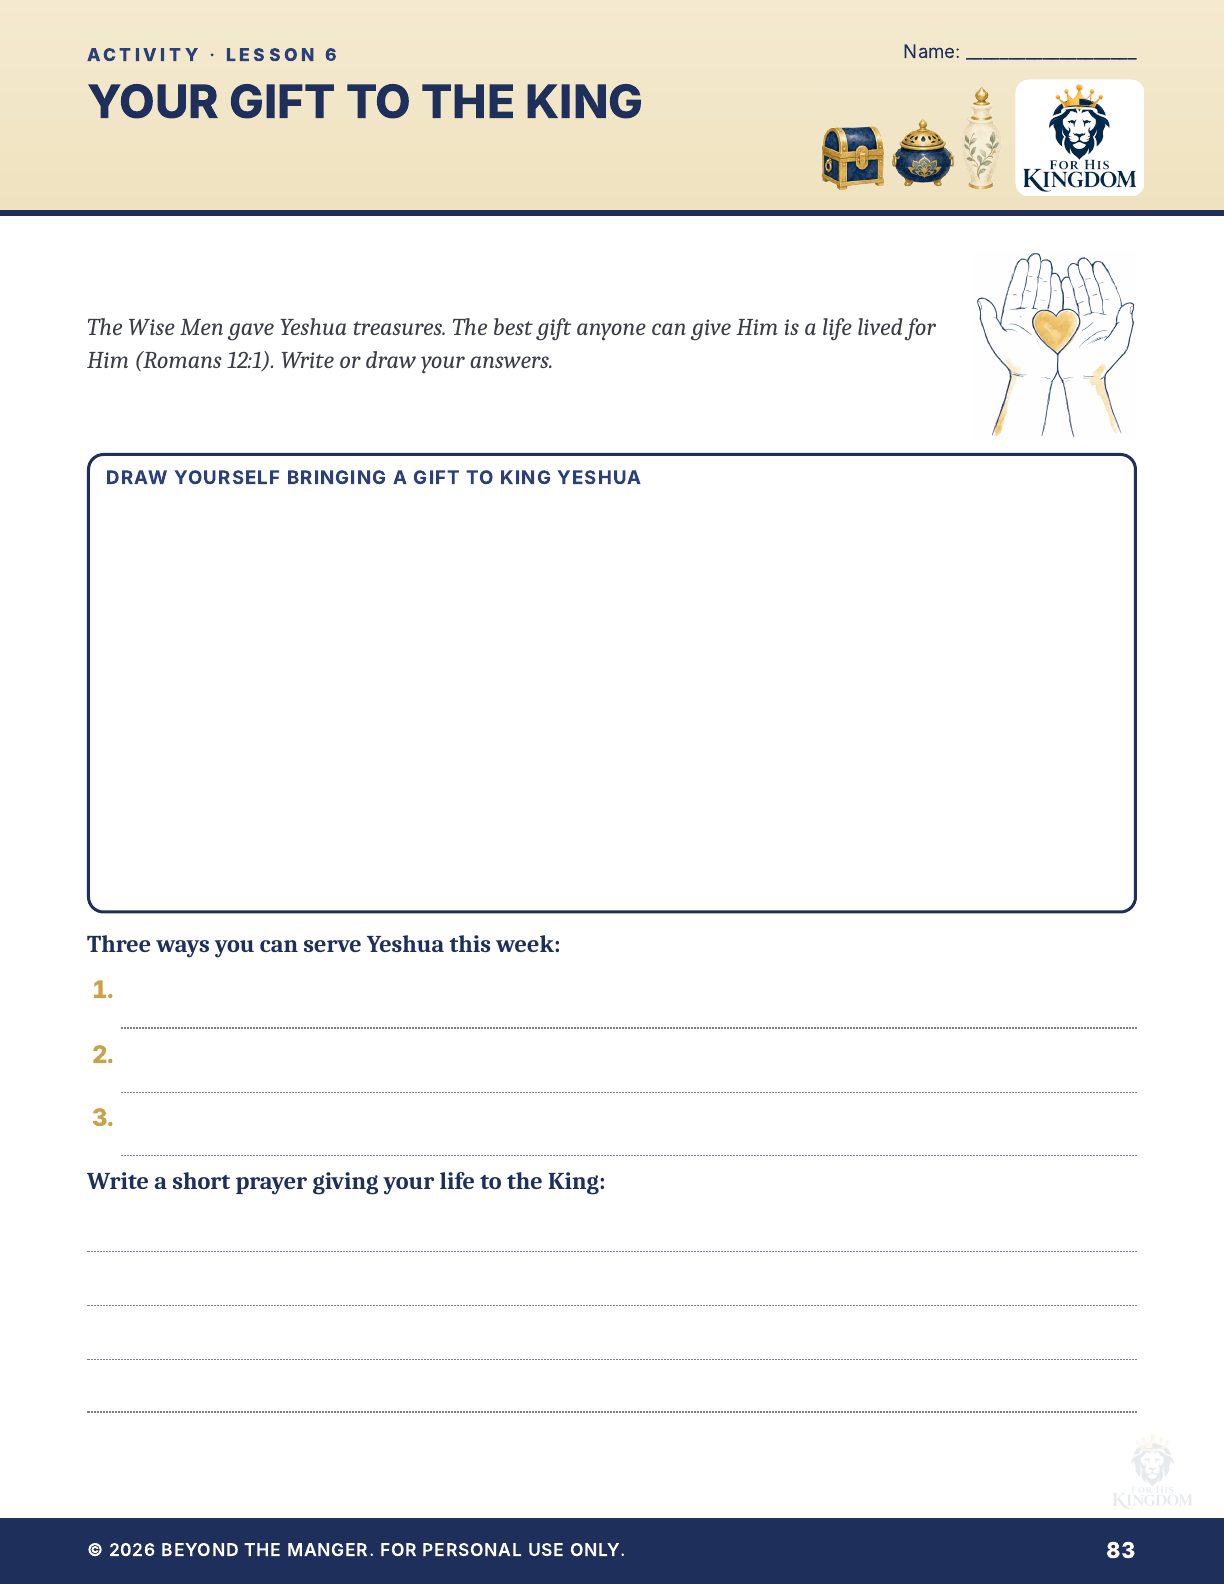 ACTIVITY · LESSON 6
Name: ___________________
YOUR GIFT TO THE KING
FOR HIS
KINGDOM
The Wise Men gave Yeshua treasures. The best gift anyone can give Him is a life lived for
Him (Romans 12:1). Write or draw your answers.
DRAW YOURSELF BRINGING A GIFT TO KING YESHUA
Three ways you can serve Yeshua this week:
1.
2.
3.
Write a short prayer giving your life to the King:
FOR HIS
KINGDOM
© 2026 BEYOND THE MANGER. FOR PERSONAL USE ONLY.
83